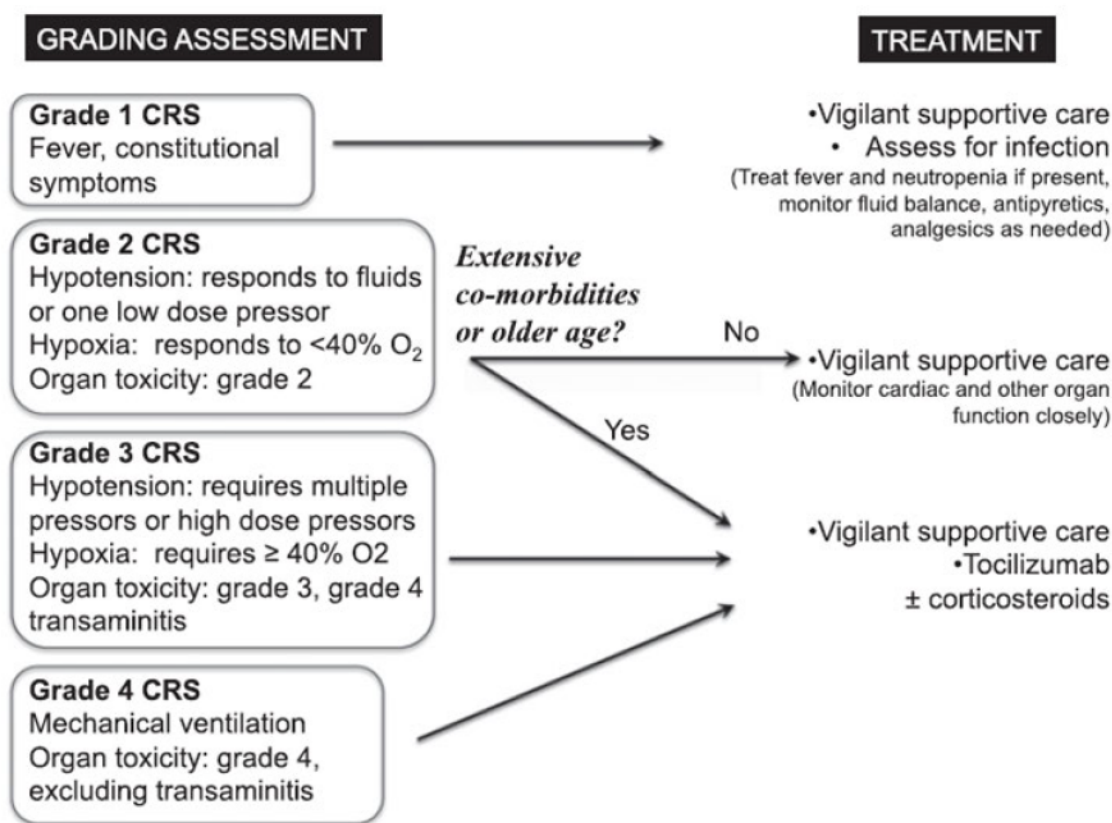 GRADING ASSESSMENT
Grade 1 CRS
Fever, constitutional
symptoms
Grade 2 CRS
Hypotension: responds to fluids
or one low dose pressor
Hypoxia: responds to <40% O₂
Organ toxicity: grade 2
Grade 3 CRS
Hypotension: requires multiple
pressors or high dose pressors
Hypoxia: requires ≥ 40% O2
Organ toxicity: grade 3, grade 4
transaminitis
Grade 4 CRS
Mechanical ventilation
Organ toxicity: grade 4,
excluding transaminitis
Extensive
co-morbidities
or older age?
No
Yes
TREATMENT
•Vigilant supportive care
• Assess for infection
(Treat fever and neutropenia if present,
monitor fluid balance, antipyretics,
analgesics as needed)
•Vigilant supportive care
(Monitor cardiac and other organ
function closely)
•Vigilant supportive care
•Tocilizumab
± corticosteroids